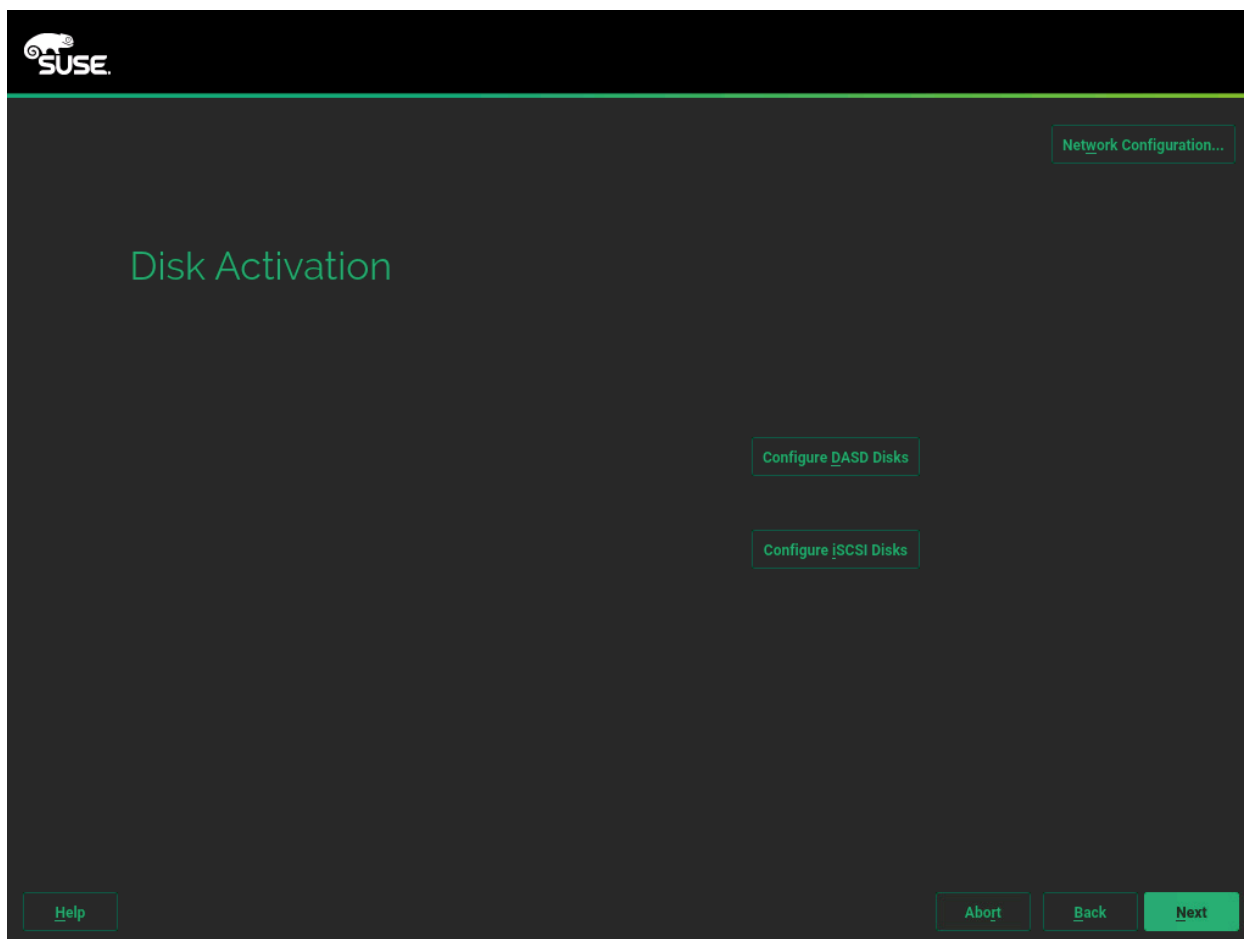 SUSE.
Network Configuration...
Disk Activation
Configure DASD Disks
Configure iSCSI Disks
Help
Abort
Back
Next